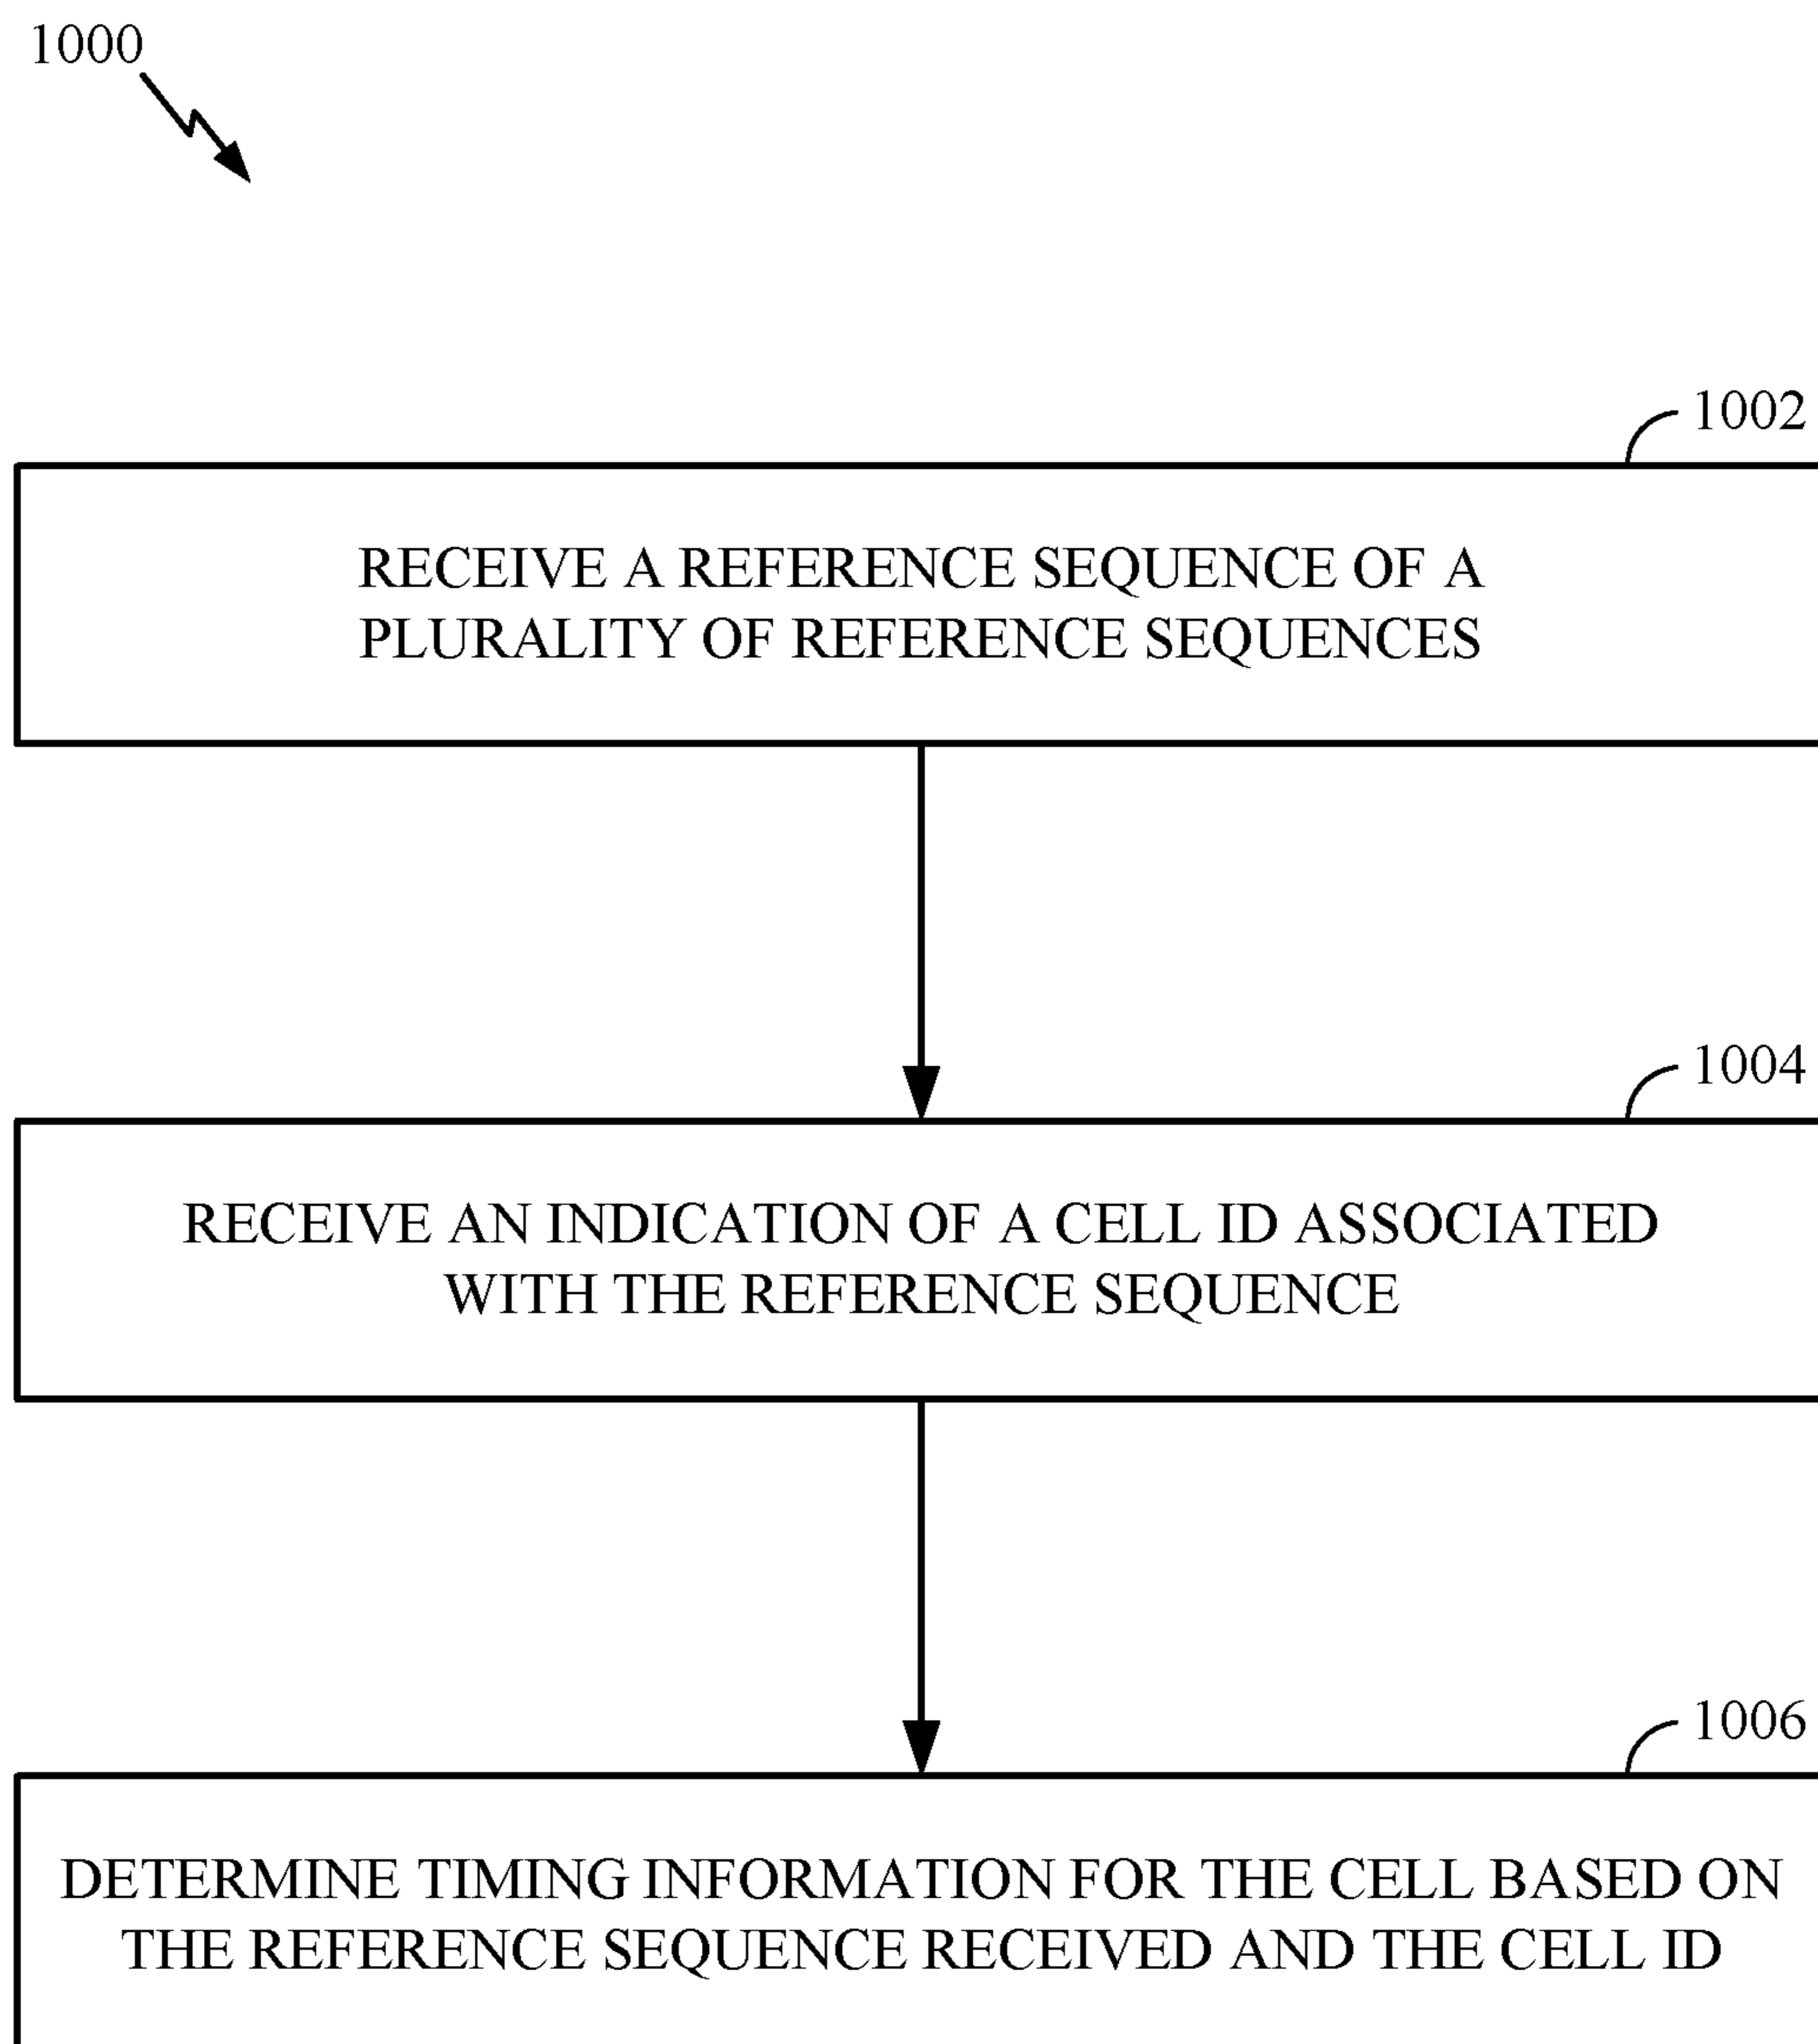 1000
1002
RECEIVE A REFERENCE SEQUENCE OF A
PLURALITY OF REFERENCE SEQUENCES
1004
RECEIVE AN INDICATION OF A CELL ID ASSOCIATED
WITH THE REFERENCE SEQUENCE
1006
DETERMINE TIMING INFORMATION FOR THE CELL BASED ON
THE REFERENCE SEQUENCE RECEIVED AND THE CELL ID